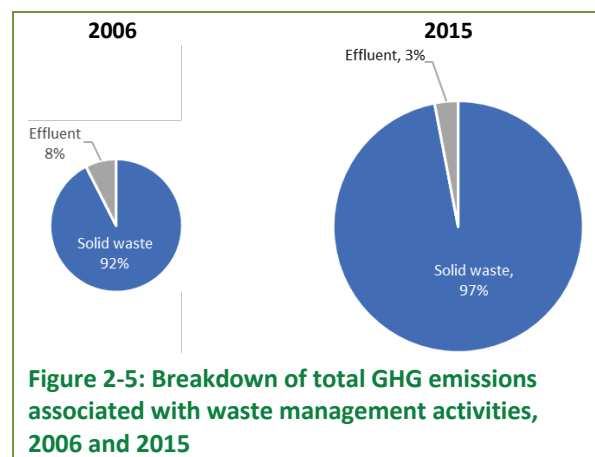 2006
2015
Effluent
8%
Solid waste
92%
Effluent, 3%
Solid waste,
97%
Figure 2-5: Breakdown of total GHG emissions
associated with waste management activities,
2006 and 2015